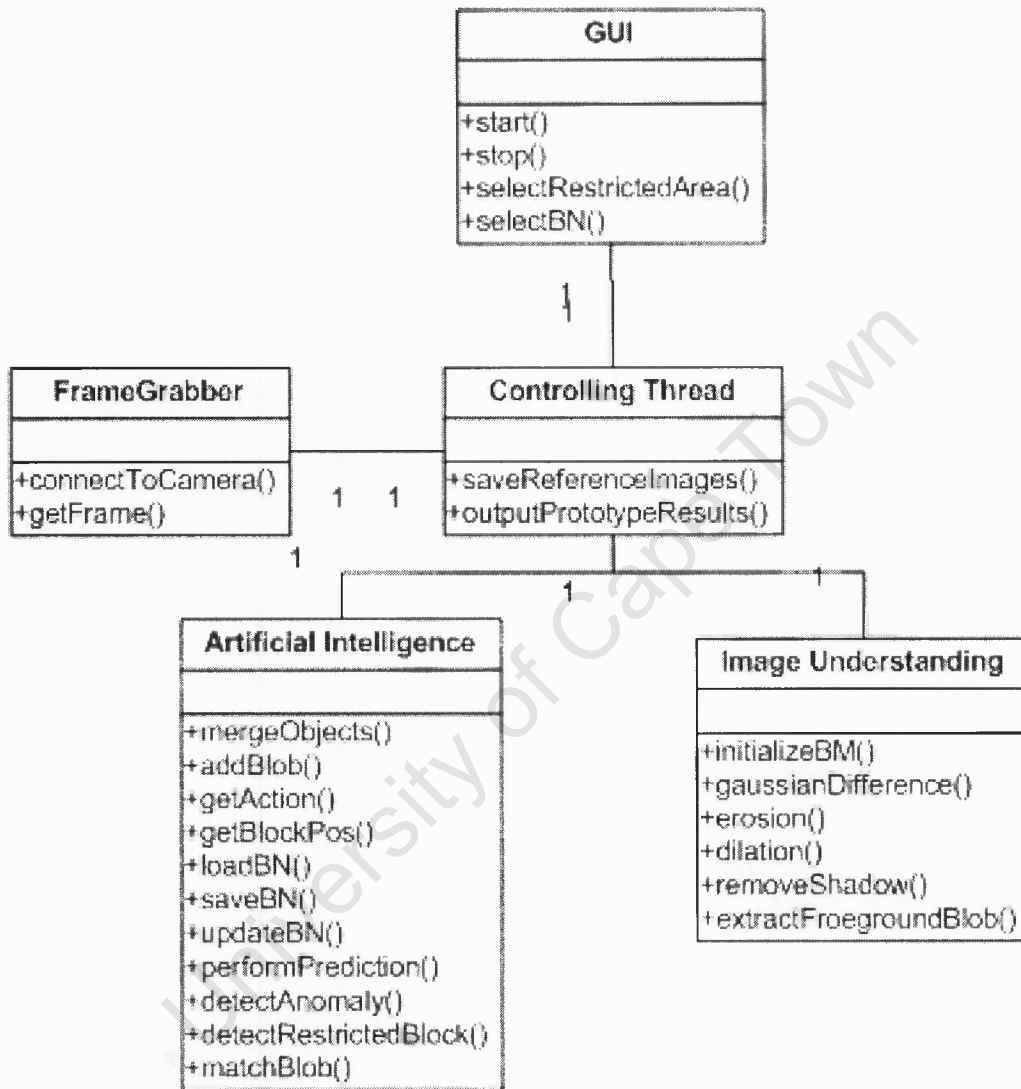 GUI
+start()
+stop()
+selectRestrictedArea()
+selectBN()
1
1
FrameGrabber
+connectToCamera()
+getFrame()
Controlling Thread
+saveReferenceImages()
+outputPrototypeResults()
1 1
1
1
1
Artificial Intelligence
+mergeObjects()
+addBlob()
+getAction()
+getBlockPos()
+loadBN()
+saveBN()
+updateBN()
+performPrediction()
+detectAnomaly()
+detectRestrictedBlock()
+matchBlob()
Image Understanding
+initializeBM()
+gaussianDifference()
+erosion()
+dilation()
+removeShadow()
+extractFroegroundBlob()
University of Cape Town